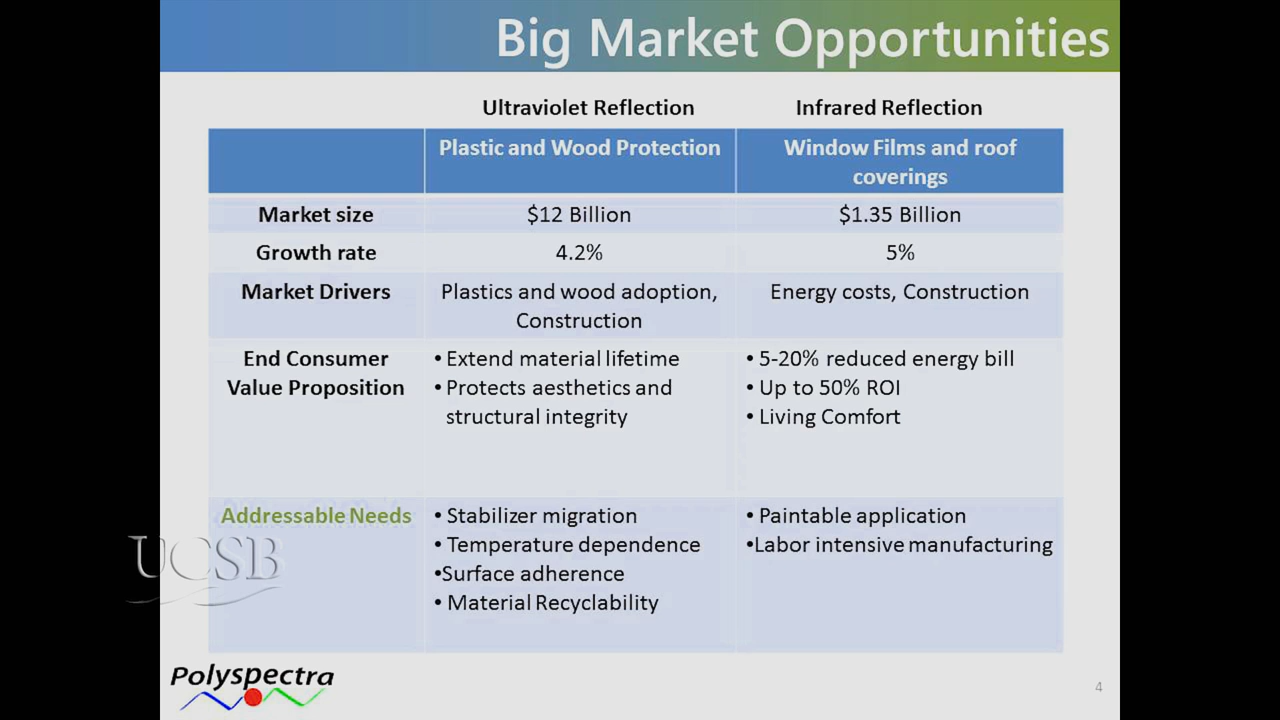 Big Market Opportunities
Ultraviolet Reflection
Infrared Reflection
Plastic and Wood Protection
Window Films and roof
coverings
Market size
$12 Billion
$1.35 Billion
Growth rate
4.2%
5%
Market Drivers
Plastics and wood adoption,
Construction
Energy costs, Construction
End Consumer
Value Proposition
• Extend material lifetime
• Protects aesthetics and
structural integrity
• 5-20% reduced energy bill
• Up to 50% ROI
• Living Comfort
Addressable Needs
• Stabilizer migration
• Temperature dependence
•Surface adherence
• Material Recyclability
• Paintable application
•Labor intensive manufacturing
UCSB
Polyspectra
4